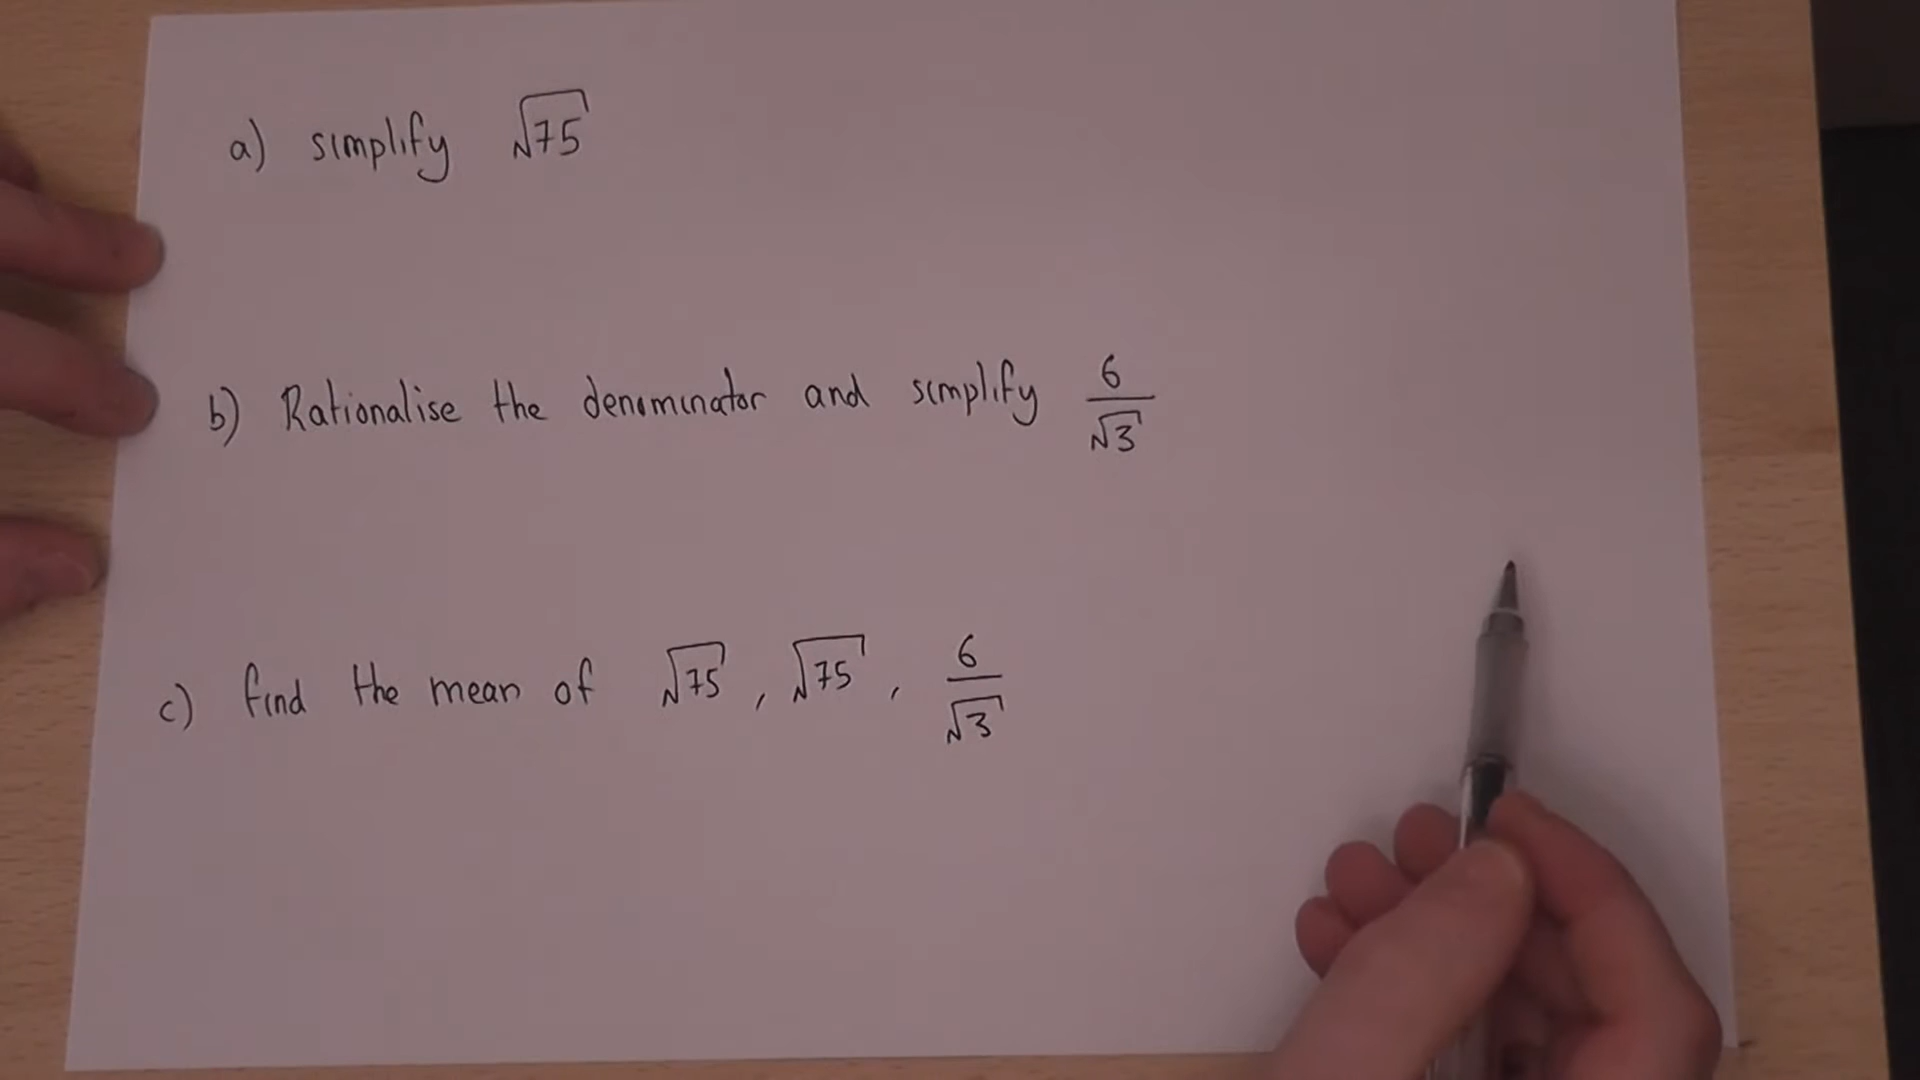 a) simplify √75
b) Rationalise the denominator and simplify 6/√3
c) find the mean of √75 , √75 , 6/√3